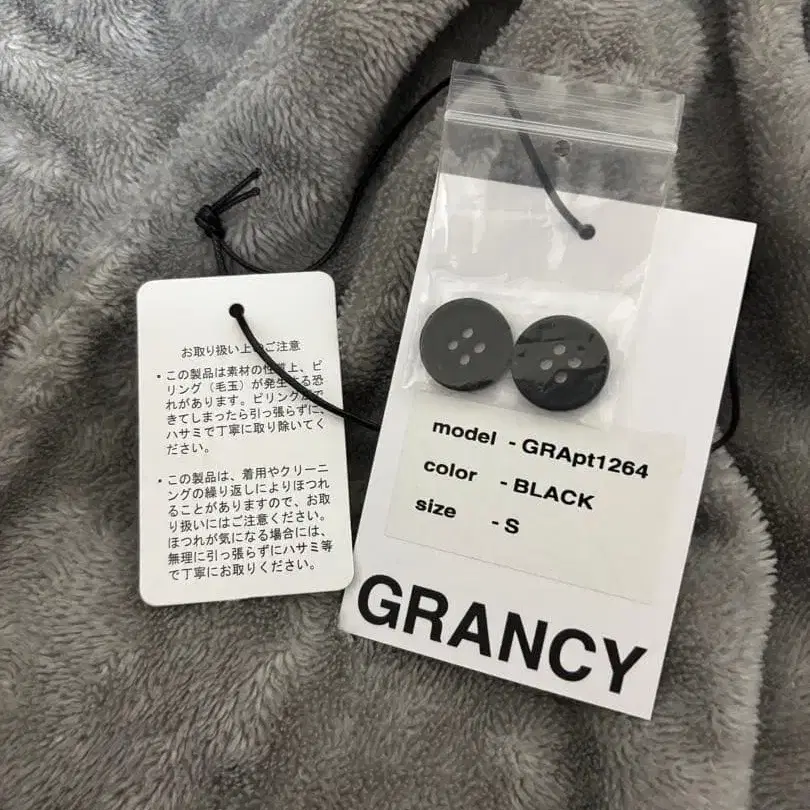 お取り扱い上のご注意
・この製品は素材の性質上、ピ
リング（毛玉）が発生する恐
れがあります。ピリングが
きてしまったら引っ張らずに、
ハサミで丁寧に取り除いてく
ださい。
・この製品は、着用やクリーニ
ングの繰り返しによりほつれ
ることがありますので、お取
り扱いにはご注意ください。
ほつれが気になる場合には、
無理に引っ張らずにハサミ等
で丁寧にお取りください。
model - GRApt1264
color - BLACK
size - S
GRANCY